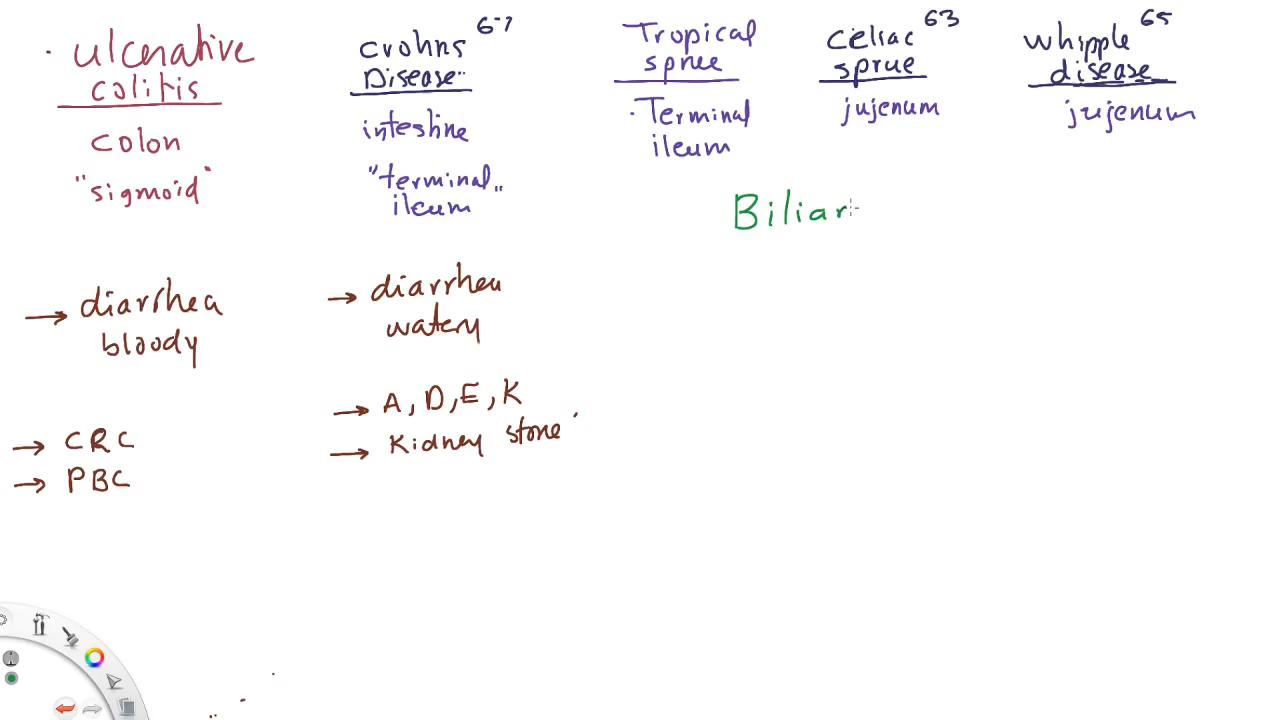 ulcerative
colitis
colon
"sigmoid"
→ diarrhea
bloody
→ CRC
→ PBC
crohns 6-7
Disease
intestine
"terminal"
ileum
→ diarrhea
watery
→ A, D, E, K
→ Kidney stone
Tropical
sprue
Terminal
ileum
celiac 63
sprue
jujenum
whipple 65
disease
jujenum
Biliar